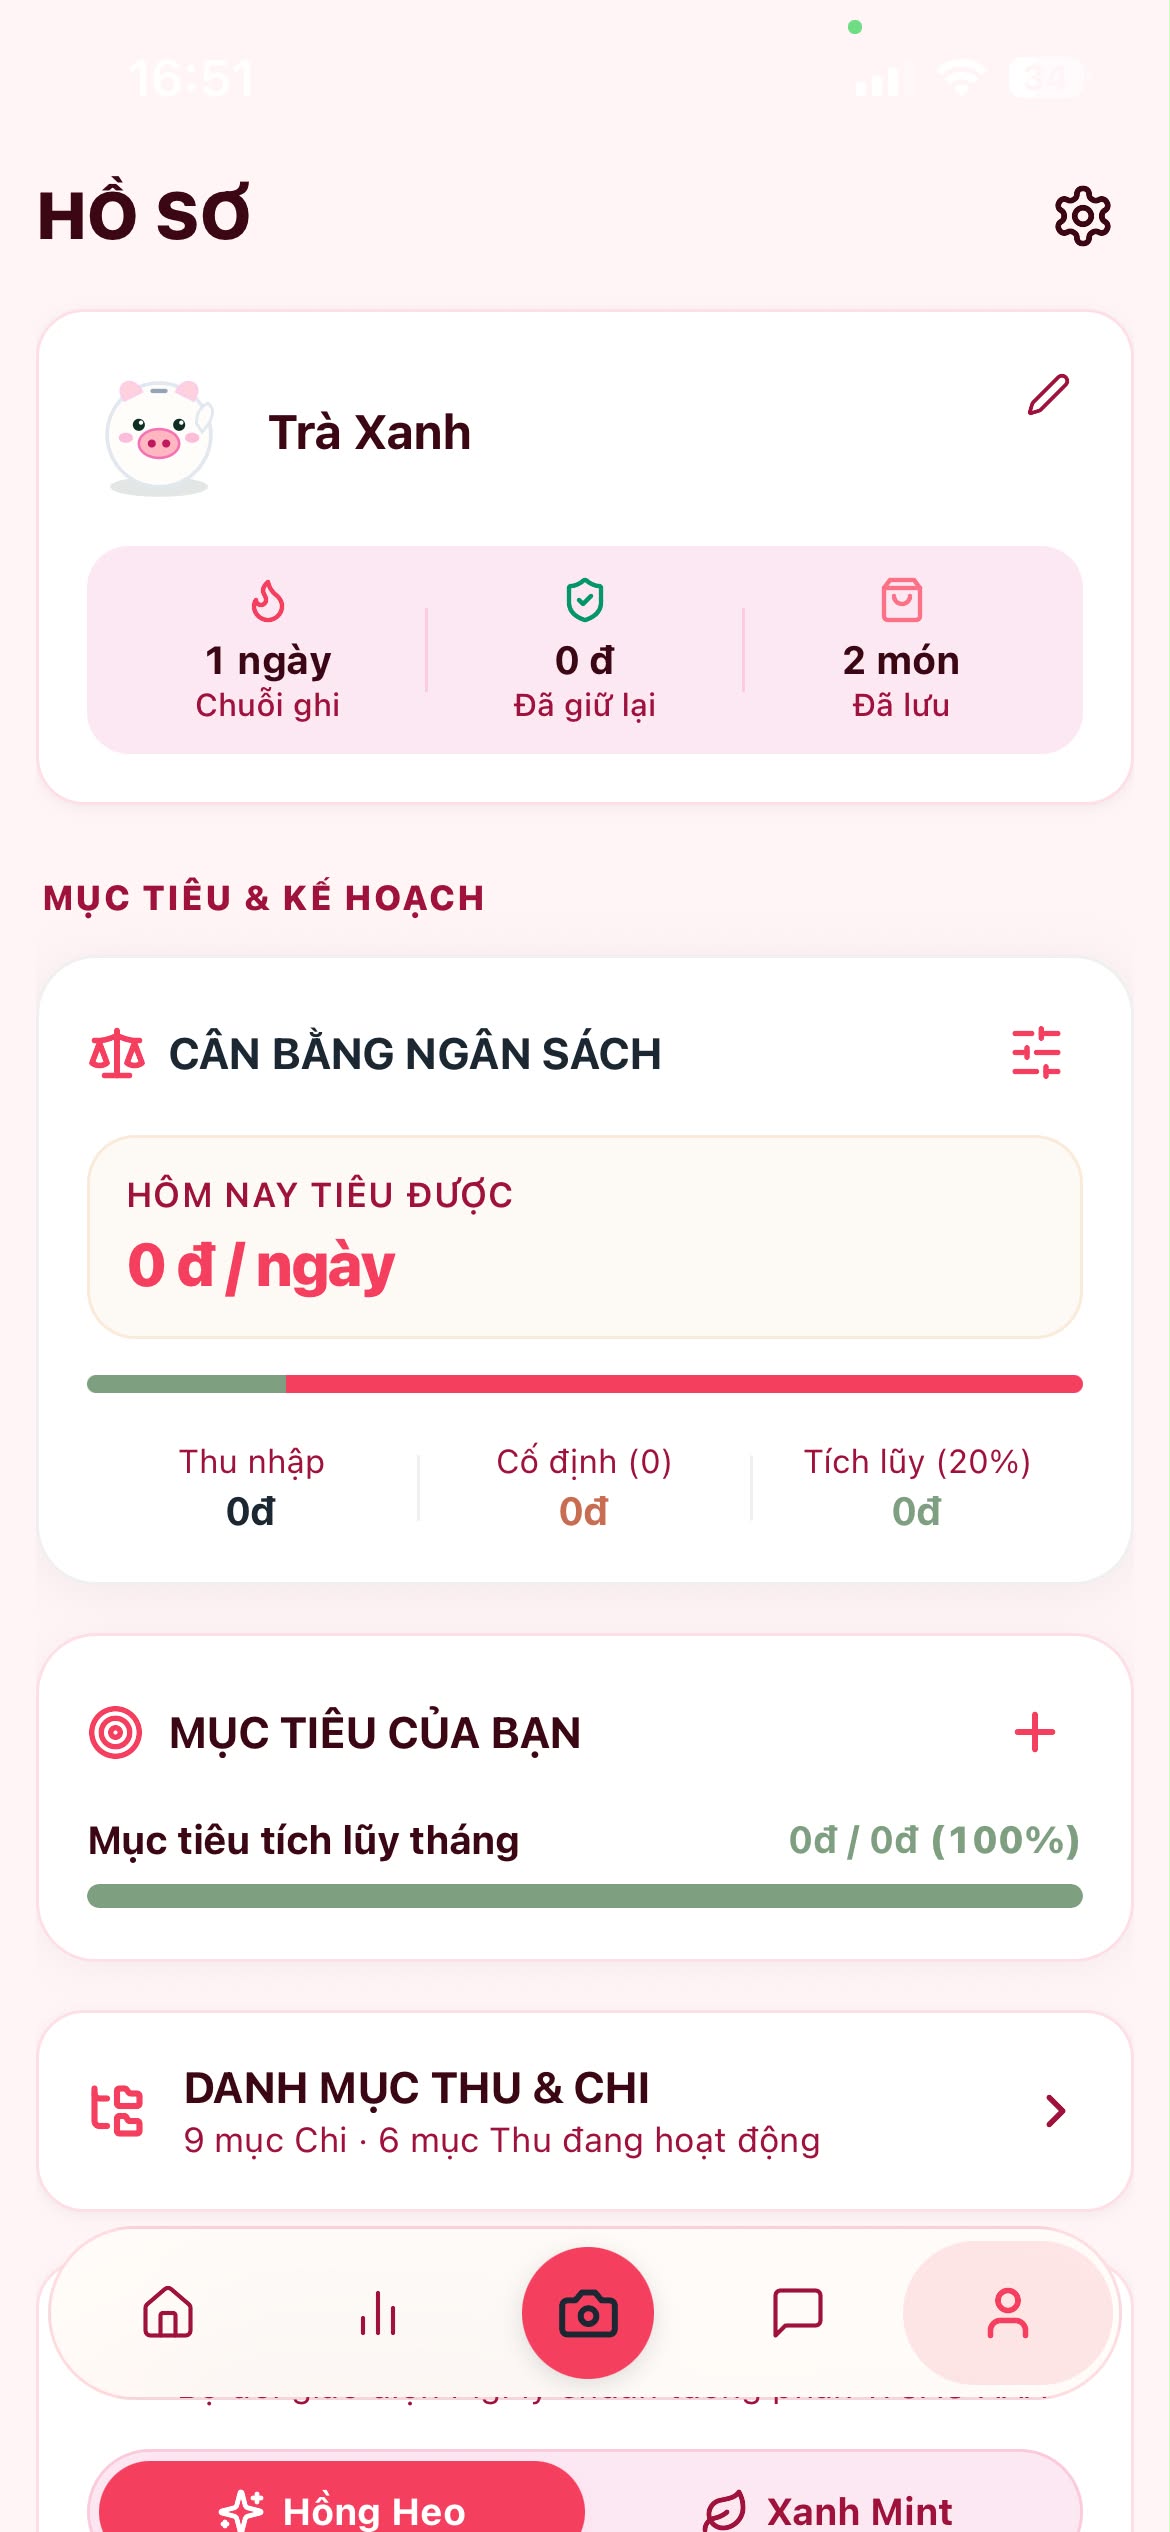 16:51
34
HỒ SƠ
Trà Xanh
1 ngày
Chuỗi ghi
0 đ
Đã giữ lại
2 món
Đã lưu
MỤC TIÊU & KẾ HOẠCH
CÂN BẰNG NGÂN SÁCH
HÔM NAY TIÊU ĐƯỢC
0 đ / ngày
Thu nhập
0đ
Cố định (0)
0đ
Tích lũy (20%)
0đ
MỤC TIÊU CỦA BẠN
Mục tiêu tích lũy tháng
0đ / 0đ (100%)
DANH MỤC THU & CHI
9 mục Chi · 6 mục Thu đang hoạt động
Hồng Heo
Xanh Mint